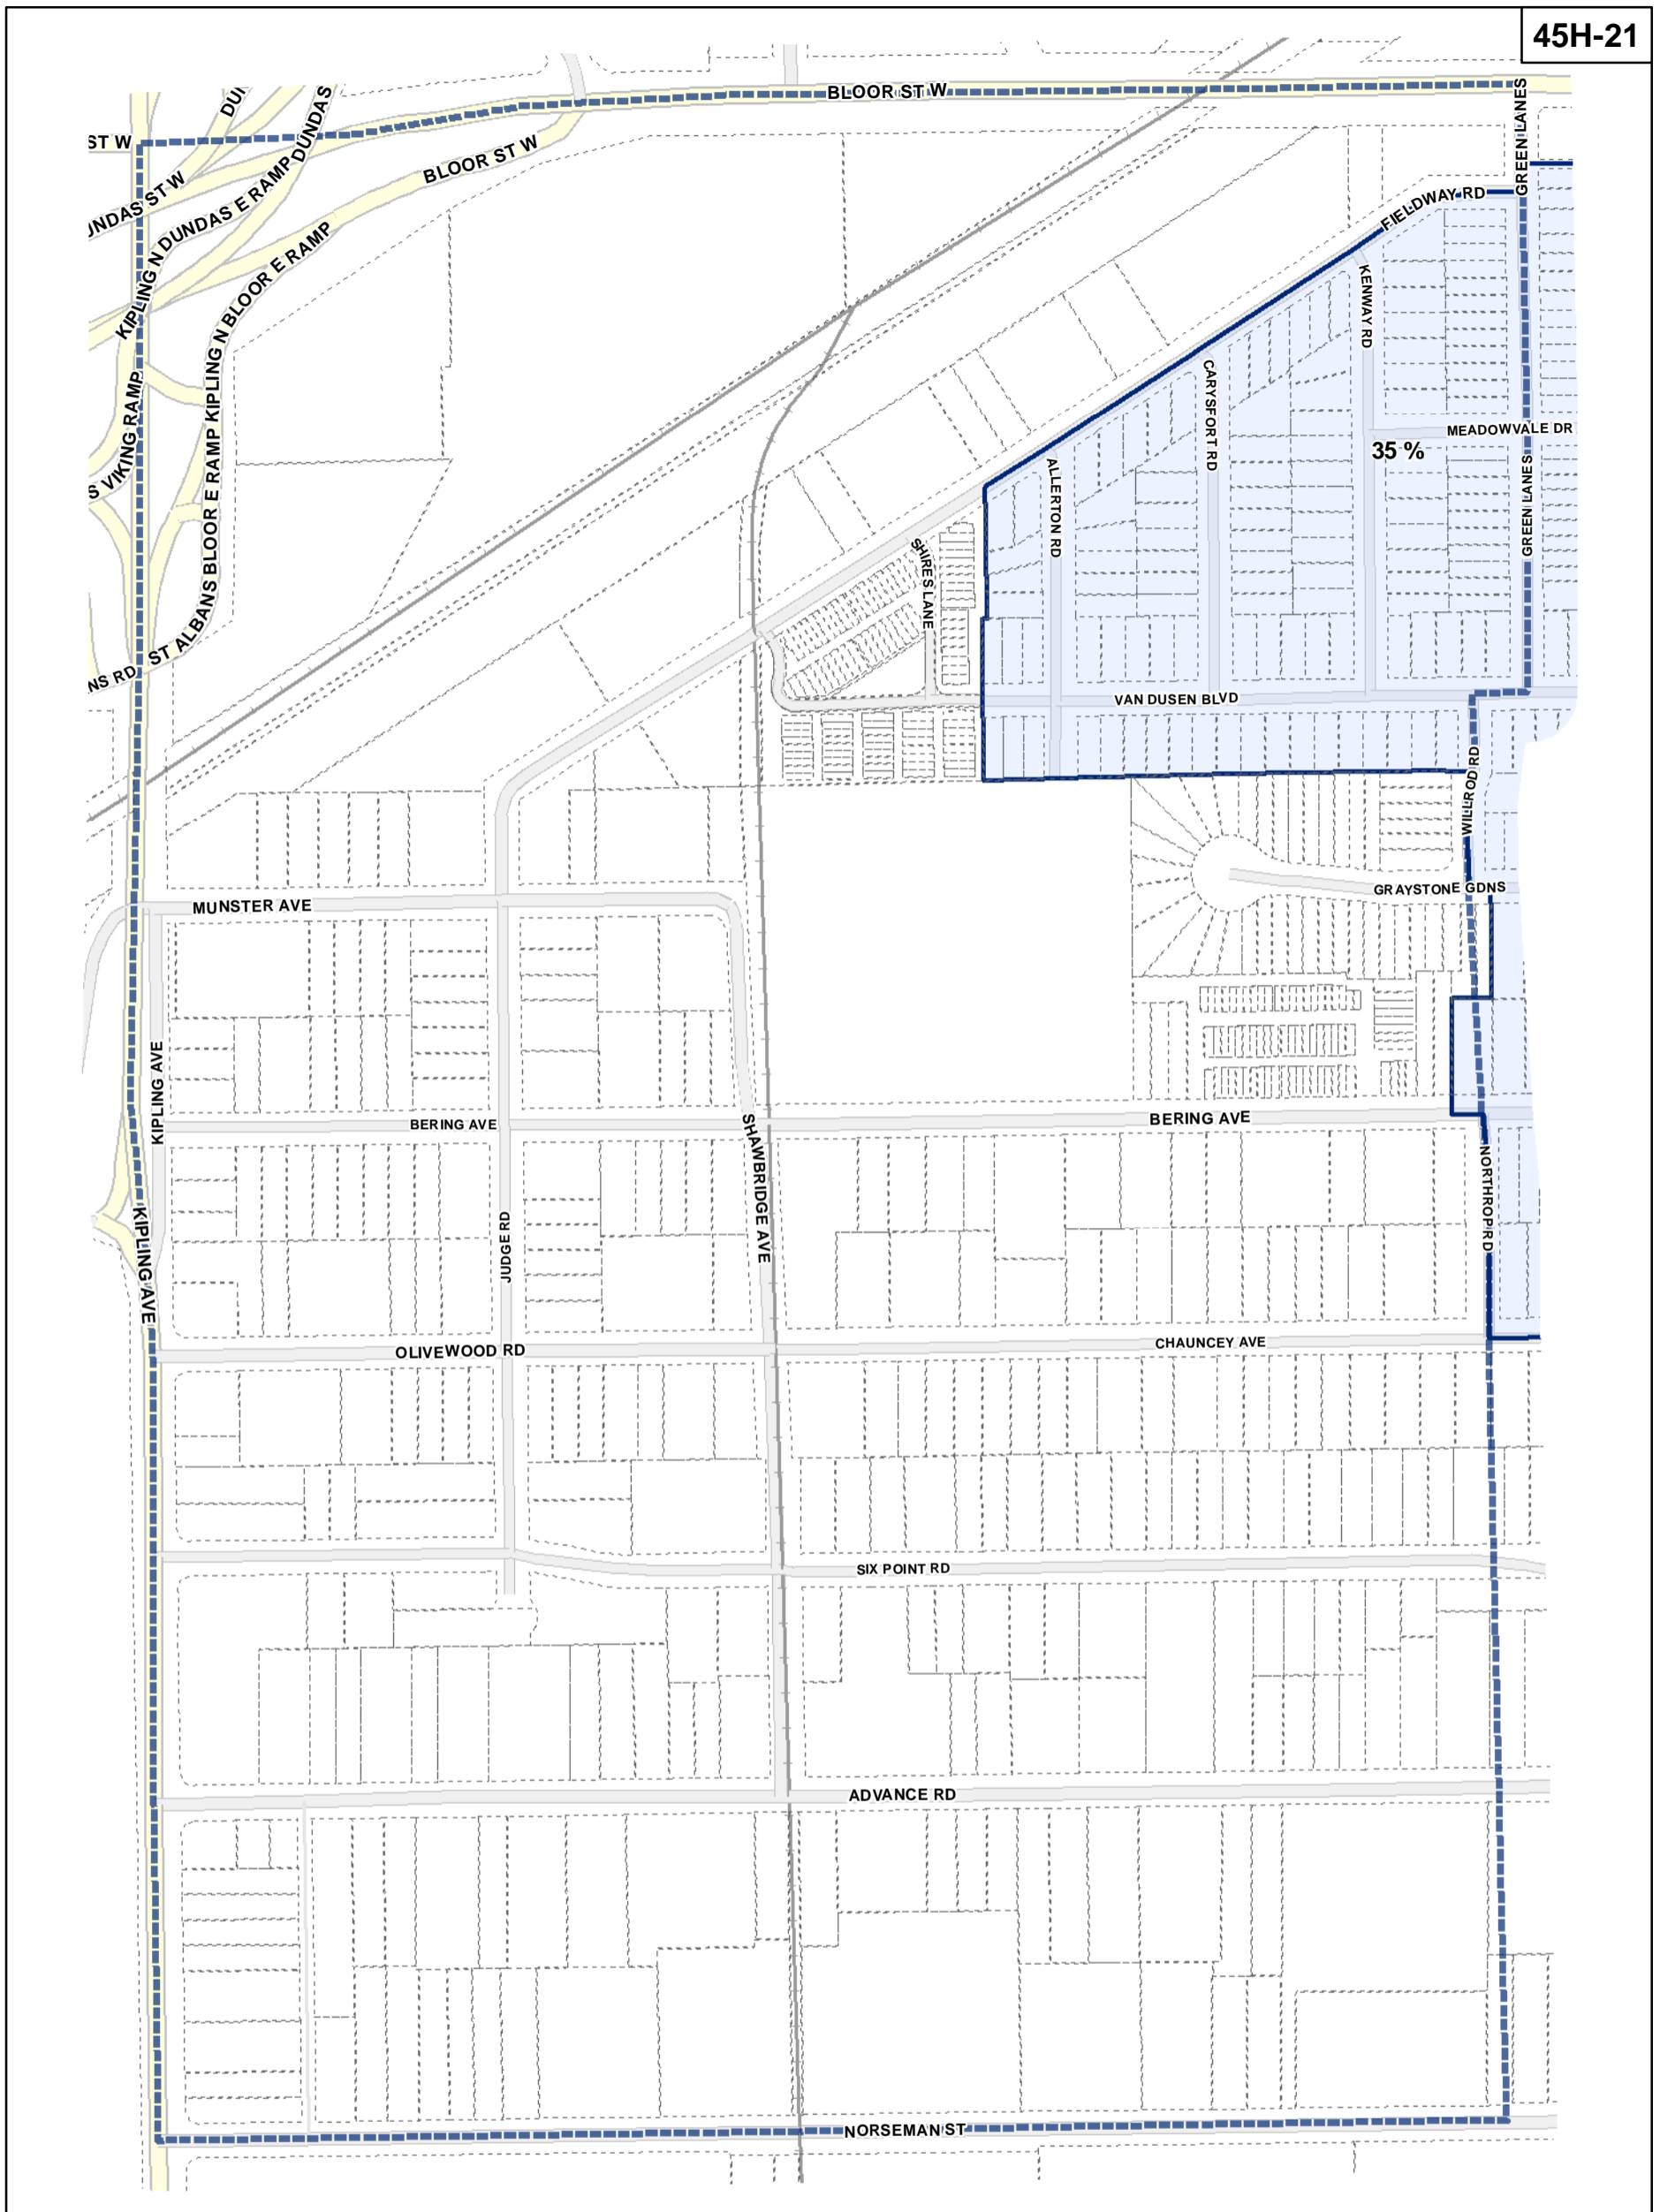 45H-21
BLOOR ST W
GREEN LANES
DUNDAS
ST W
BLOOR ST W
DUNDAS ST W
KIPLING N DUNDAS E RAMP
FIELDWAY RD
KENWAY RD
KIPLING N BLOOR E RAMP
CARYSFORT RD
MEADOWVALE DR
35 %
S VIKING RAMP
ALLERTON RD
GREEN LANES
ST ALBANS BLOOR E RAMP
SHIRES LANE
NS RD
VAN DUSEN BLVD
WILLROD RD
GRAYSTONE GDNS
MUNSTER AVE
KIPLING AVE
BERING AVE
BERING AVE
SHAWBRIDGE AVE
NORTHROP RD
JUDGE RD
KIPLING AVE
OLIVEWOOD RD
CHAUNCEY AVE
SIX POINT RD
ADVANCE RD
NORSEMAN ST